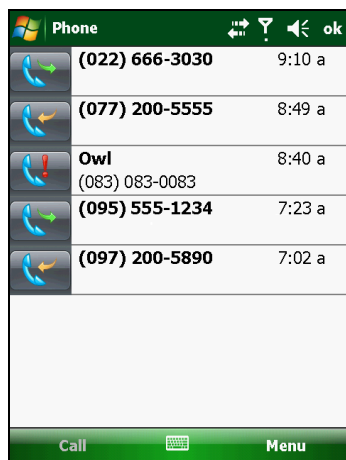 Phone ok
(022) 666-3030 9:10 a
(077) 200-5555 8:49 a
Owl 8:40 a
(083) 083-0083
(095) 555-1234 7:23 a
(097) 200-5890 7:02 a
Call Menu